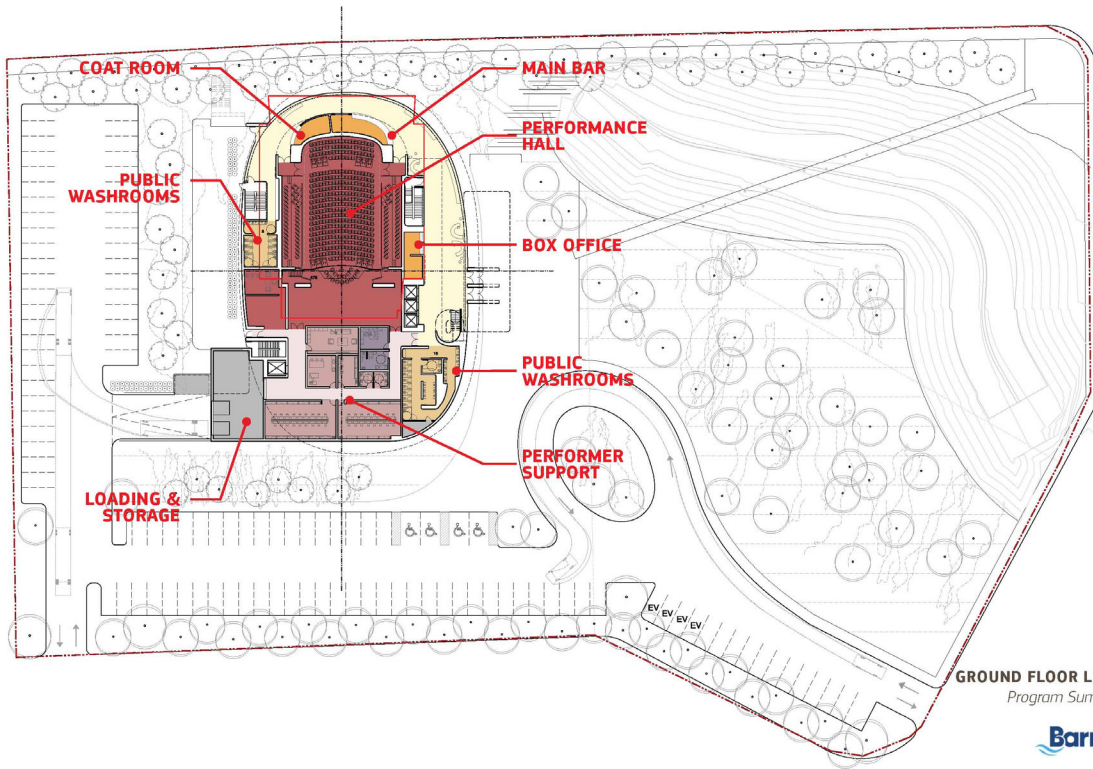 COAT ROOM
MAIN BAR
PERFORMANCE
HALL
PUBLIC
WASHROOMS
BOX OFFICE
PUBLIC
WASHROOMS
PERFORMER
SUPPORT
LOADING &
STORAGE
EV
EV
EV
EV
GROUND FLOOR L
Program Sum
Barr